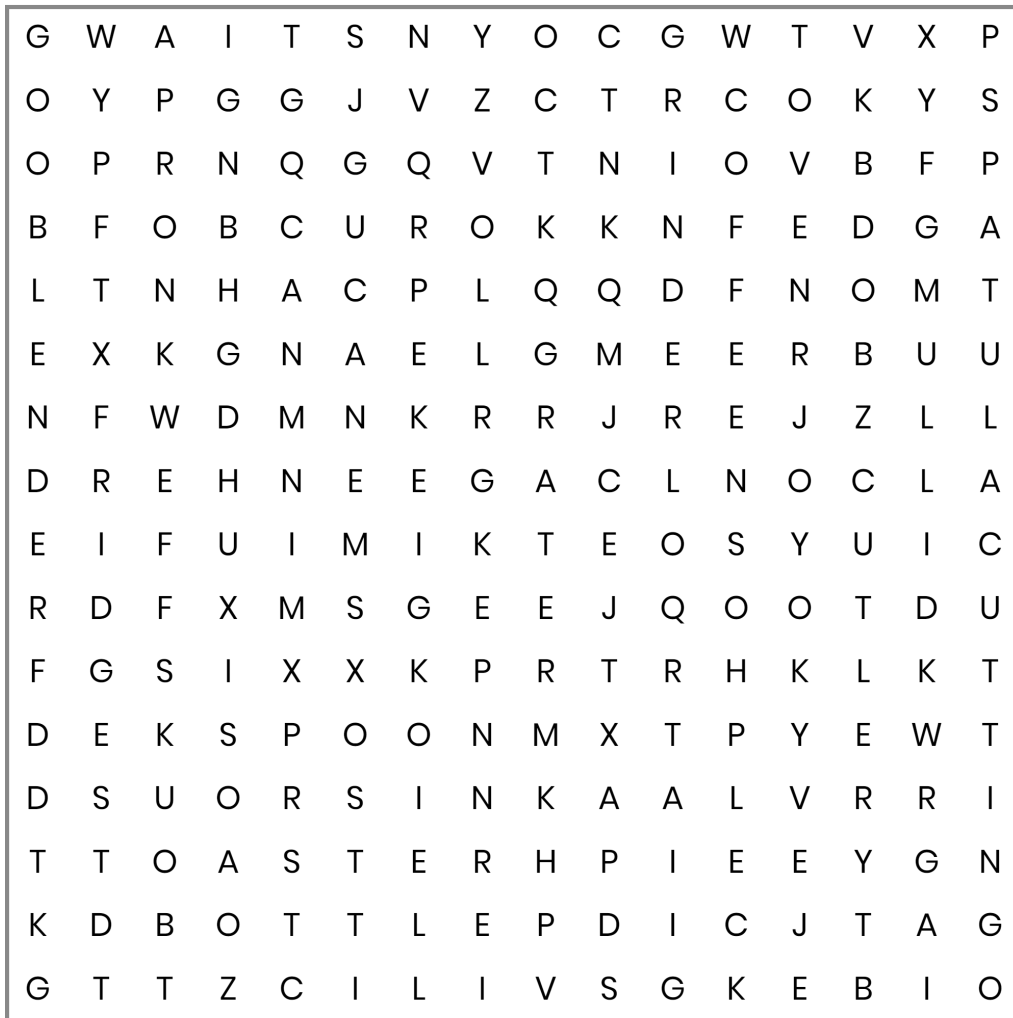 G W A I T S N Y O C G W T V X P
O Y P G G J V Z C T R C O K Y S
O P R N Q G Q V T N I O V B F P
B F O B C U R O K K N F E D G A
L T N H A C P L Q Q D F N O M T
E X K G N A E L G M E E R B U U
N F W D M N K R R J R E J Z L L
D R E H N E E G A C L N O C L A
E I F U I M I K T E O S Y U I C
R D F X M S G E E J Q O O T D U
F G S I X X K P R T R H K L K T
D E K S P O O N M X T P Y E W T
D S U O R S I N K A A L V R R I
T T O A S T E R H P I E E Y G N
K D B O T T L E P D I C J T A G
G T T Z C I L I V S G K E B I O